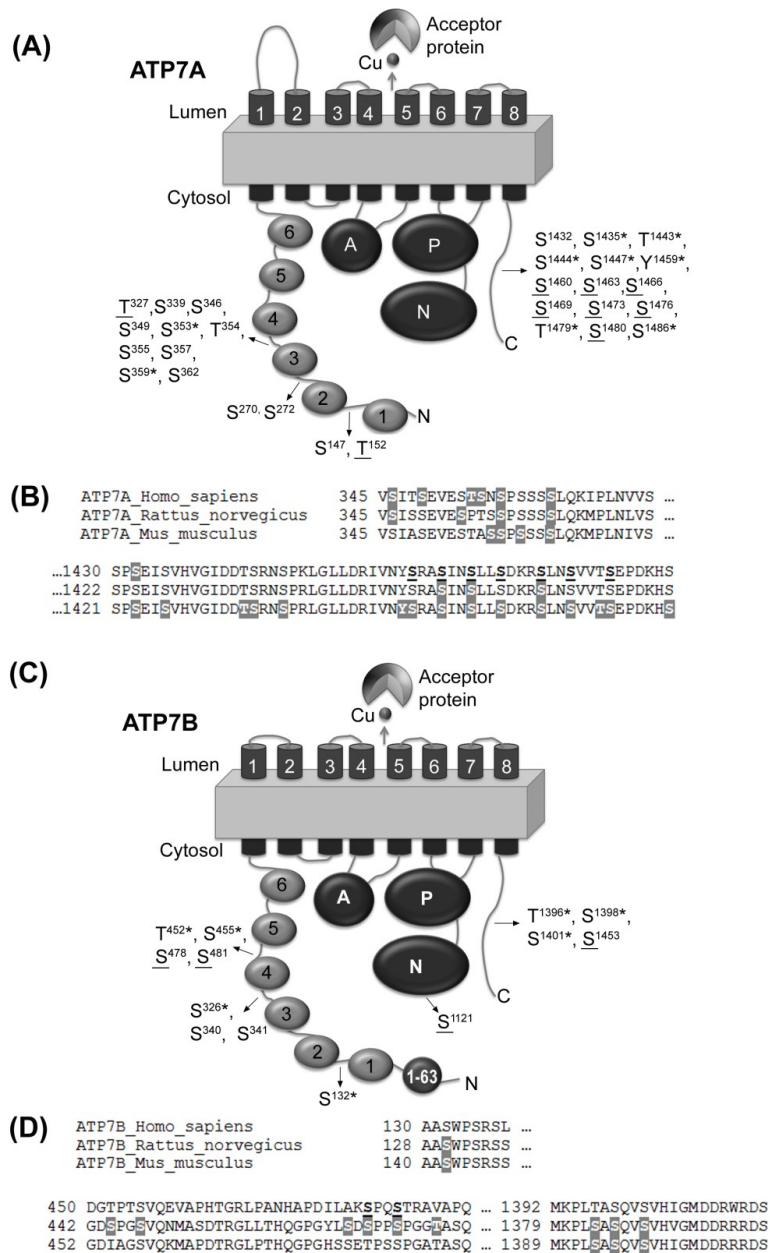 (A)
ATP7A
Acceptor
protein
Cu
Lumen
1 2 3 4 5 6 7 8
Cytosol
6
5
4
3
2
1
N
A
P
N
C
S1432, S1435*, T1443*,
S1444*, S1447*, Y1459*,
S1460, S1463, S1466,
S1469, S1473, S1476,
T1479*, S1480, S1486*
T327, S339, S346,
S349, S353*, T354,
S355, S357,
S359*, S362
S270, S272
S147, T152
(B)
ATP7A_Homo_sapiens 345 VSITSEVESTSNSPSSSSLQKIPLNVVS ...
ATP7A_Rattus_norvegicus 345 VSISSEVESPTSSPSSSSLQKMPLNLVS ...
ATP7A_Mus_musculus 345 VSIASEVESTASSPSSSSLQKMPLNIVS ...
...1430 SPSEISVHVGIDDTSRNSPKLGLLDRIVNYSRASINSLLSDKRSLNSVVTSEPDKHS
...1422 SPSEISVHVGIDDTSRNSPRLGLLDRIVNYSRASINSLLSDKRSLNSVVTSEPDKHS
...1421 SPSEISVHVGIDDTSRNSPRLGLLDRIVNYSRASINSLLSDKRSLNSVVTSEPDKHS
(C)
ATP7B
Acceptor
protein
Cu
Lumen
1 2 3 4 5 6 7 8
Cytosol
6
5
4
3
2
1
1-63
N
A
P
N
C
T1396*, S1398*,
S1401*, S1453
S1121
T452*, S455*,
S478, S481
S326*,
S340, S341
S132*
(D)
ATP7B_Homo_sapiens 130 AASWPSRSL ...
ATP7B_Rattus_norvegicus 128 AASWPSRSS ...
ATP7B_Mus_musculus 140 AASWPSRSS ...
450 DGTPTSVQEVAPHTGRLPANHAPDILAKSPQSTRAVAPQ ... 1392 MKPLTASQVSVHIGMDDRWRDS
442 GDSPGSVQNMASDTRGLLTHQGPGYLSDSPPSPGGTASQ ... 1379 MKPLSASQVSVHVGMDDRRRDS
452 GDIAGSVQKMAPDTRGLPTHQGPGHSSETPSSPGATASQ ... 1389 MKPLSASQVSVHIGMDDRRRDS